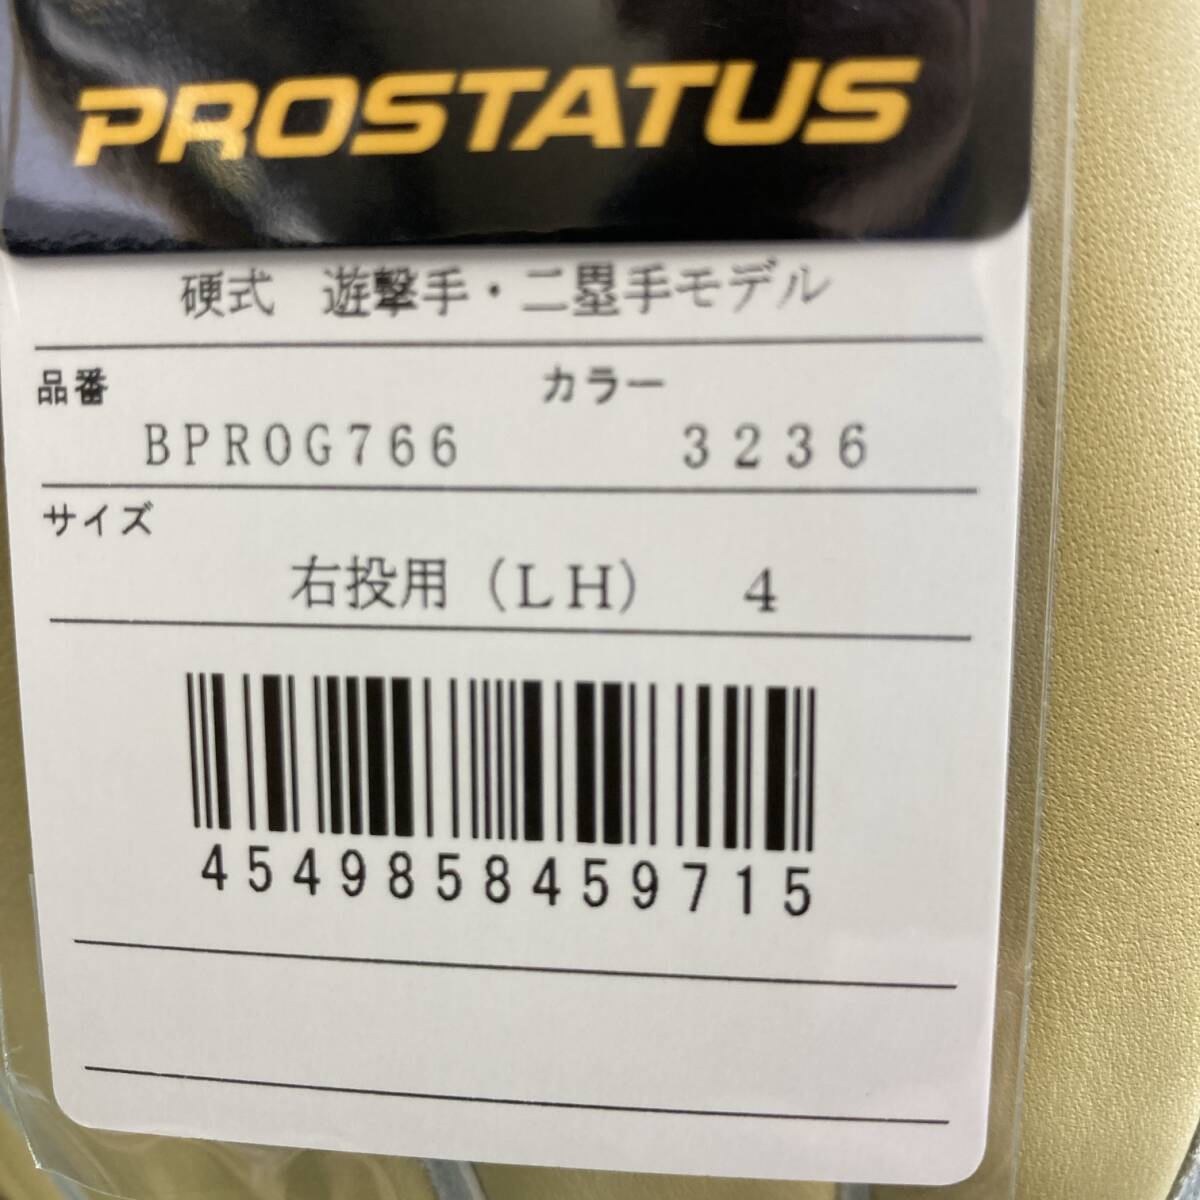 PROSTATUS
硬式　遊撃手・二塁手モデル
品番　カラー
BPROG766　3236
サイズ
右投用（LH）　4
4549858459715